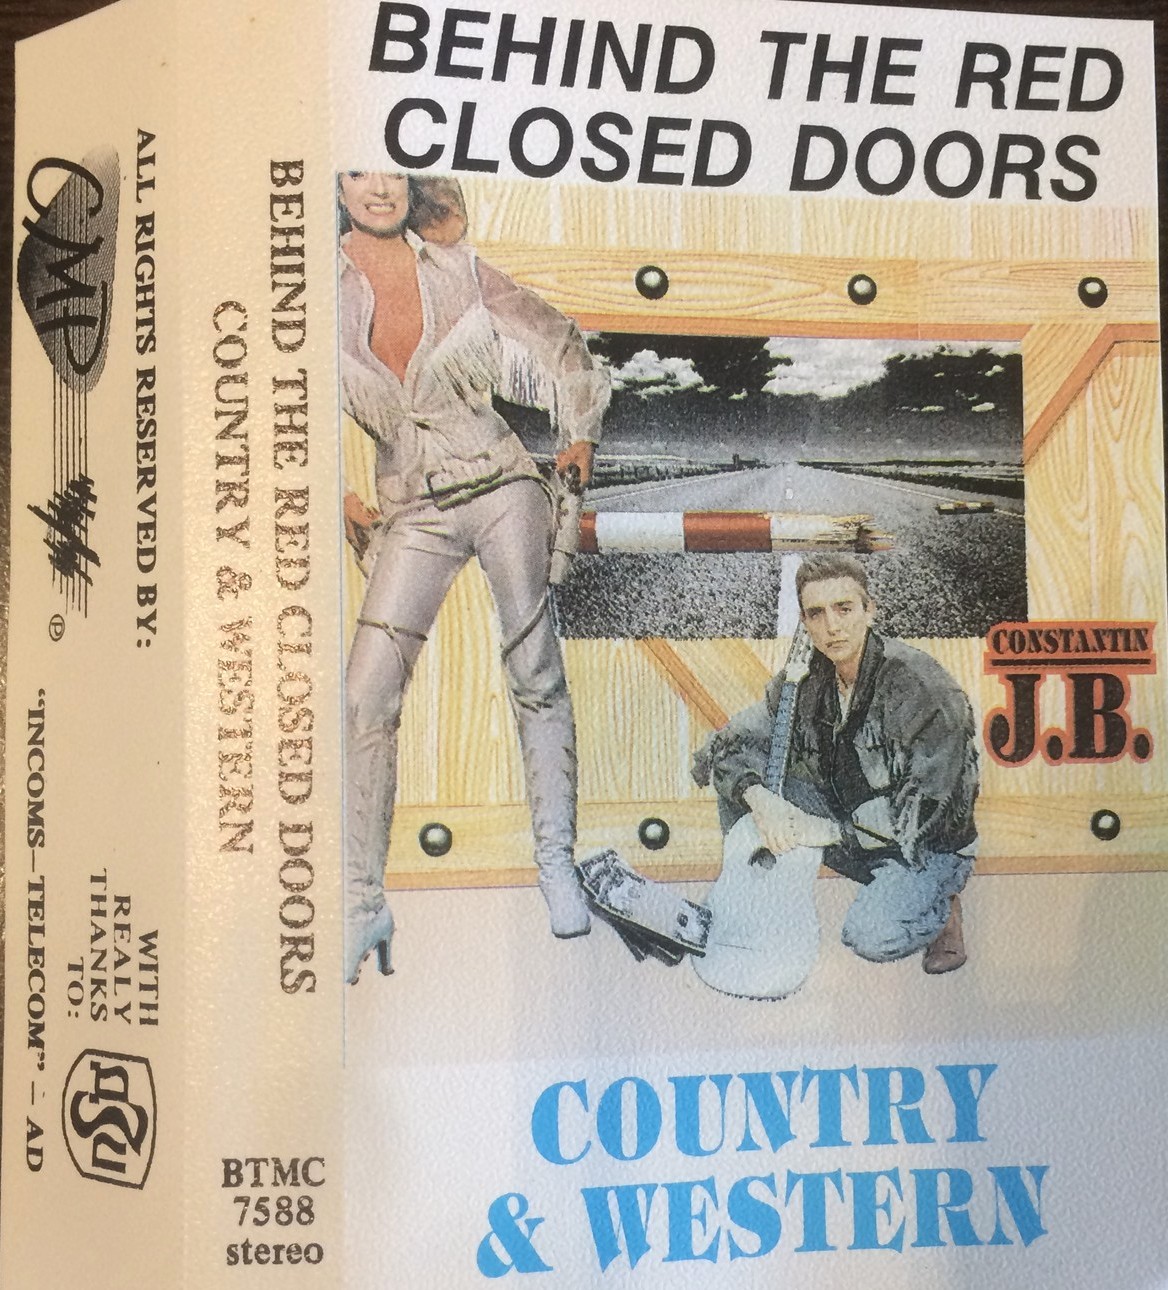 BEHIND THE RED
CLOSED DOORS
CONSTANTIN
J.B.
COUNTRY
& WESTERN
BEHIND THE RED CLOSED DOORS
COUNTRY & WESTERN
BTMC
7588
stereo
ALL RIGHTS RESERVED BY:
CMP
℗
WITH
REALY
THANKS
TO:
"INCOMS—TELECOM" — AD